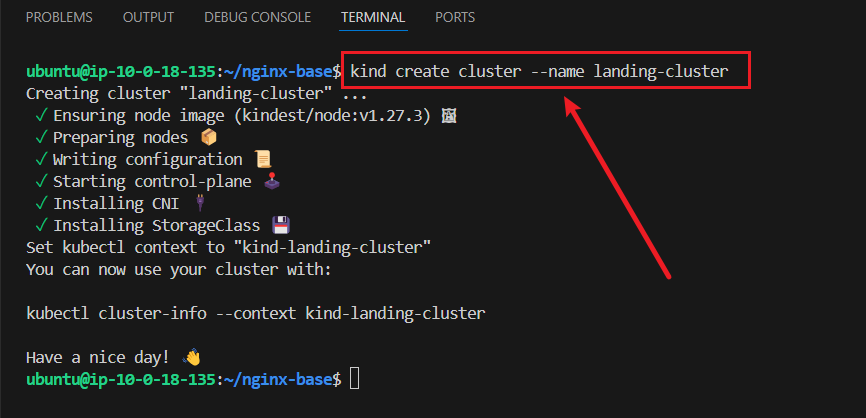 PROBLEMS OUTPUT DEBUG CONSOLE TERMINAL PORTS
ubuntu@ip-10-0-18-135:~/nginx-base$ kind create cluster --name landing-cluster
Creating cluster "landing-cluster" ...
✓ Ensuring node image (kindest/node:v1.27.3) 🖼
✓ Preparing nodes 📦
✓ Writing configuration 📜
✓ Starting control-plane 🕹️
✓ Installing CNI 🔌
✓ Installing StorageClass 💾
Set kubectl context to "kind-landing-cluster"
You can now use your cluster with:
kubectl cluster-info --context kind-landing-cluster
Have a nice day! 👋
ubuntu@ip-10-0-18-135:~/nginx-base$